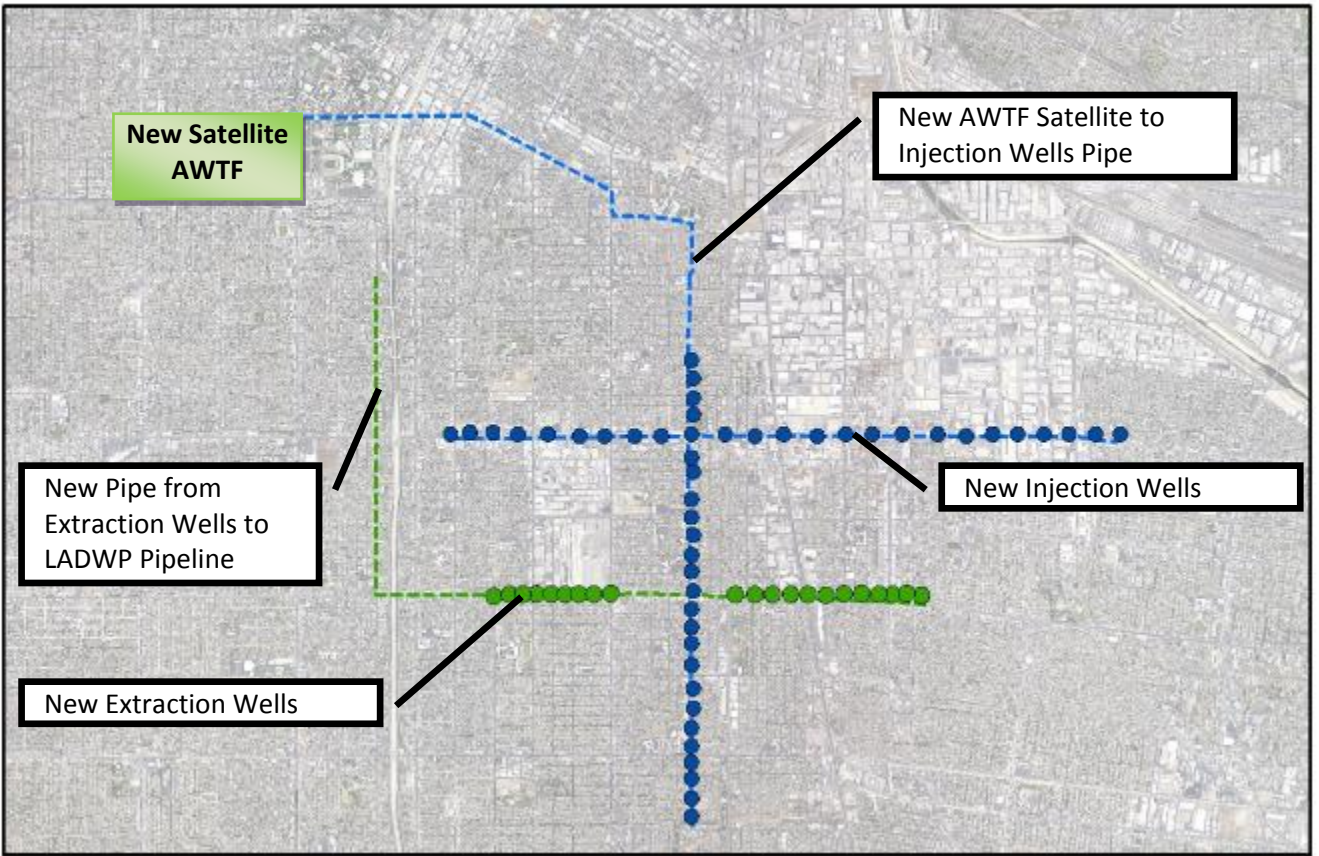 New Satellite
AWTF
New AWTF Satellite to
Injection Wells Pipe
New Pipe from
Extraction Wells to
LADWP Pipeline
New Injection Wells
New Extraction Wells